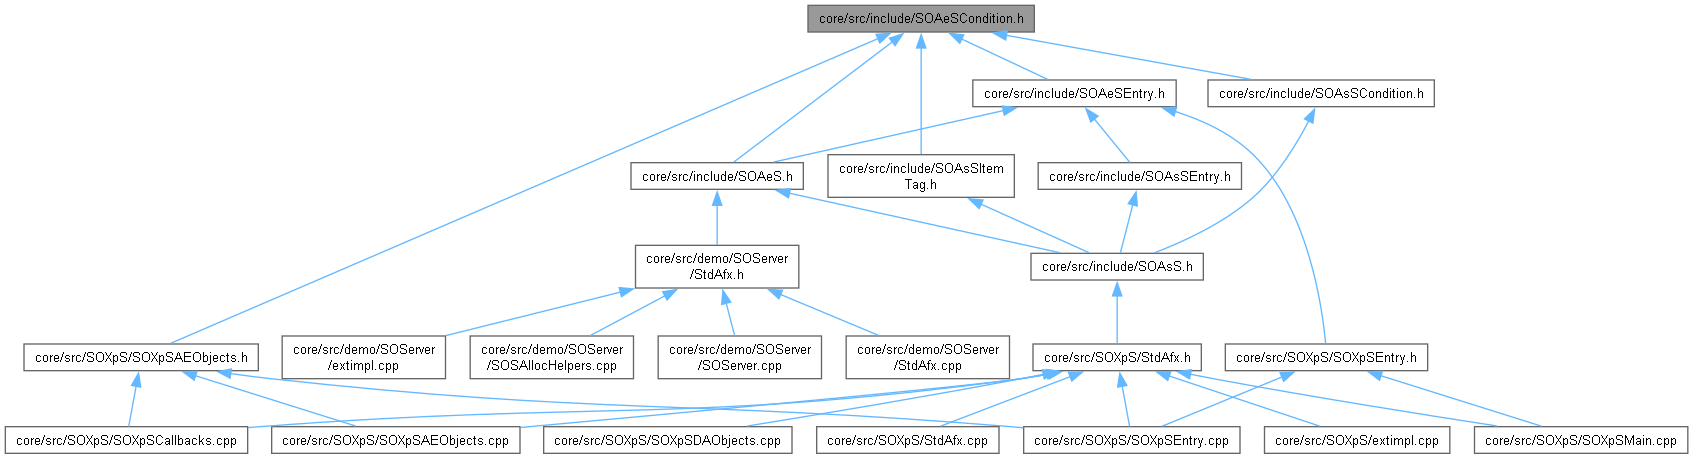 core/src/include/SOAeSCondition.h
core/src/include/SOAeSEntry.h
core/src/include/SOAsSCondition.h
core/src/include/SOAeS.h
core/src/include/SOAsSItem
Tag.h
core/src/include/SOAsSEntry.h
core/src/demo/SOServer
/StdAfx.h
core/src/include/SOAsS.h
core/src/SOXpS/SOXpSAEObjects.h
core/src/demo/SOServer
/extimpl.cpp
core/src/demo/SOServer
/SOSAllocHelpers.cpp
core/src/demo/SOServer
/SOServer.cpp
core/src/demo/SOServer
/StdAfx.cpp
core/src/SOXpS/StdAfx.h
core/src/SOXpS/SOXpSEntry.h
core/src/SOXpS/SOXpSCallbacks.cpp
core/src/SOXpS/SOXpSAEObjects.cpp
core/src/SOXpS/SOXpSDAObjects.cpp
core/src/SOXpS/StdAfx.cpp
core/src/SOXpS/SOXpSEntry.cpp
core/src/SOXpS/extimpl.cpp
core/src/SOXpS/SOXpSMain.cpp